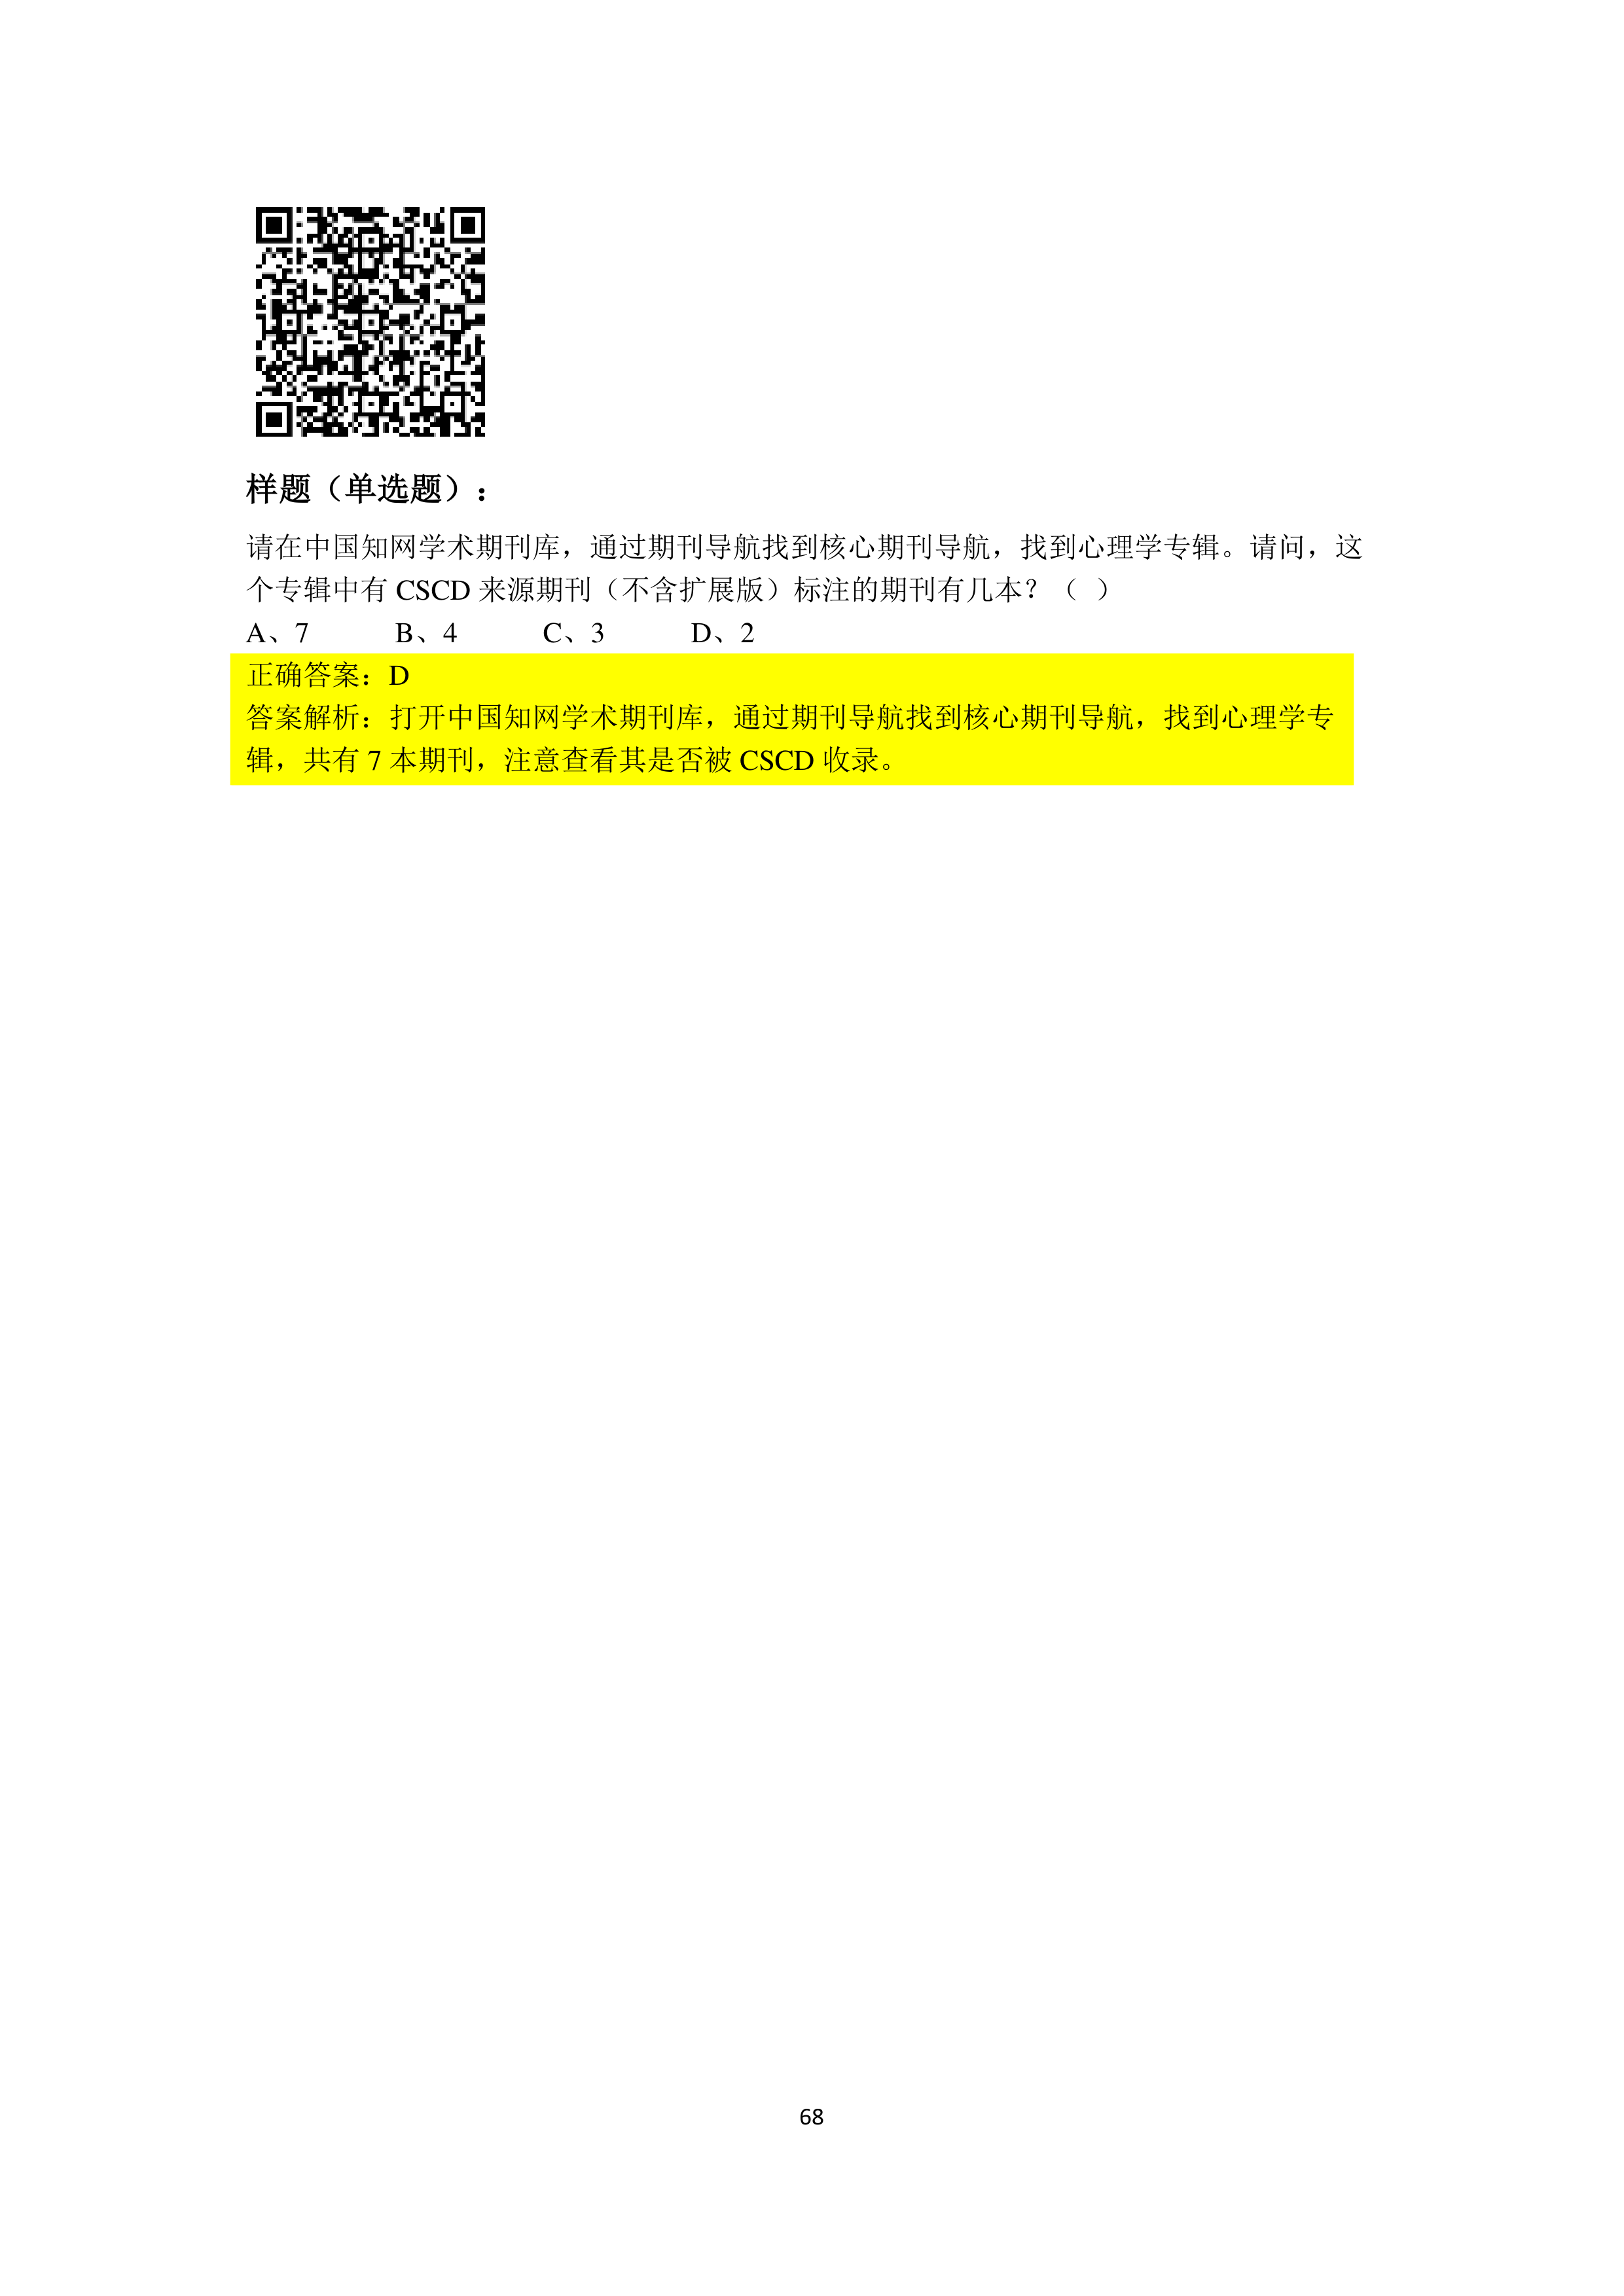 样题（单选题）：
请在中国知网学术期刊库，通过期刊导航找到核心期刊导航，找到心理学专辑。请问，这
个专辑中有 CSCD 来源期刊（不含扩展版）标注的期刊有几本？（ ）
A、7 B、4 C、3 D、2
正确答案：D
答案解析：打开中国知网学术期刊库，通过期刊导航找到核心期刊导航，找到心理学专
辑，共有 7 本期刊，注意查看其是否被 CSCD 收录。
68